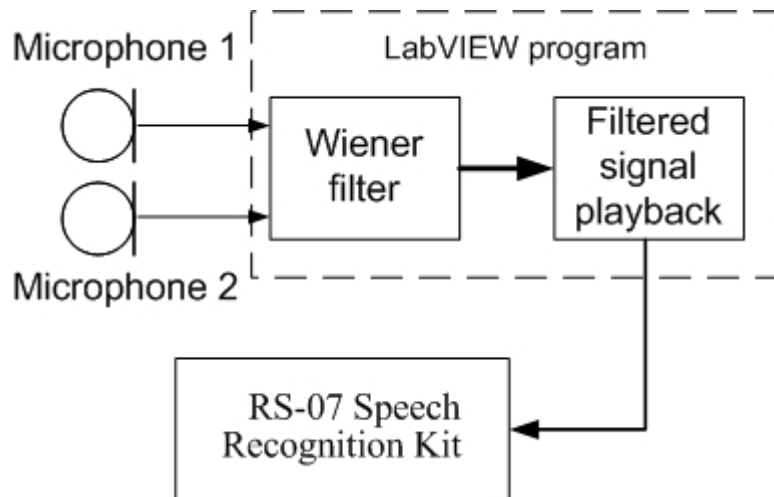 Microphone 1
LabVIEW program
Wiener
filter
Filtered
signal
playback
Microphone 2
RS-07 Speech
Recognition Kit